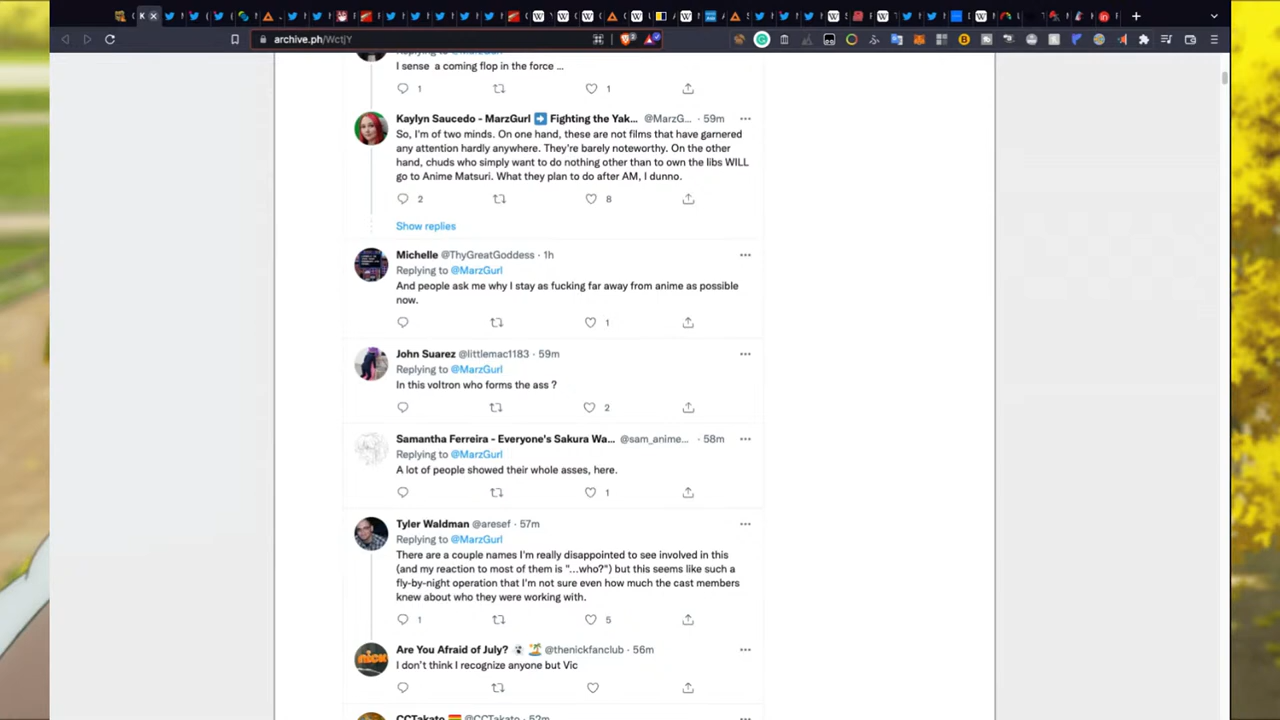 K
archive.ph/WctjY
3
I sense a coming flop in the force ...
1
1
Kaylyn Saucedo - MarzGurl ➡️ Fighting the Yak... @MarzG... · 59m
So, I'm of two minds. On one hand, these are not films that have garnered
any attention hardly anywhere. They're barely noteworthy. On the other
hand, chuds who simply want to do nothing other than to own the libs WILL
go to Anime Matsuri. What they plan to do after AM, I dunno.
2
8
Show replies
Michelle @ThyGreatGoddess · 1h
Replying to @MarzGurl
And people ask me why I stay as fucking far away from anime as possible
now.
1
John Suarez @littlemac1183 · 59m
Replying to @MarzGurl
In this voltron who forms the ass ?
2
Samantha Ferreira - Everyone's Sakura Wa... @sam_anime... · 58m
Replying to @MarzGurl
A lot of people showed their whole asses, here.
1
Tyler Waldman @aresef · 57m
Replying to @MarzGurl
There are a couple names I'm really disappointed to see involved in this
(and my reaction to most of them is "...who?") but this seems like such a
fly-by-night operation that I'm not sure even how much the cast members
knew about who they were working with.
1
5
Are You Afraid of July? @thenickfanclub · 56m
I don't think I recognize anyone but Vic
CCTakato @CCTakato · 52m